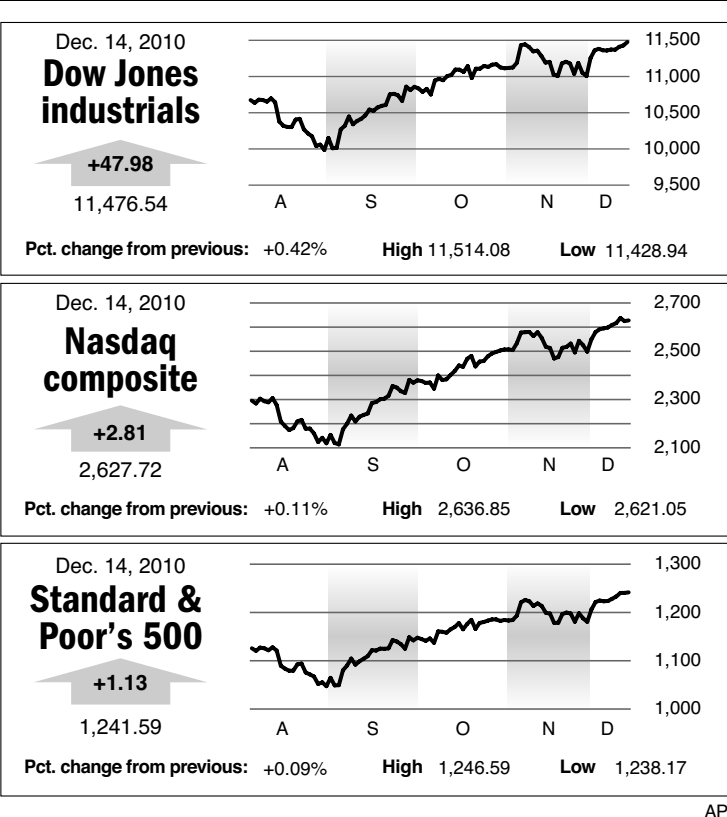 Dec. 14, 2010
Dow Jones
industrials
+47.98
11,476.54
11,500
11,000
10,500
10,000
9,500
A S O N D
Pct. change from previous: +0.42% High 11,514.08 Low 11,428.94
Dec. 14, 2010
Nasdaq
composite
+2.81
2,627.72
2,700
2,500
2,300
2,100
A S O N D
Pct. change from previous: +0.11% High 2,636.85 Low 2,621.05
Dec. 14, 2010
Standard &
Poor's 500
+1.13
1,241.59
1,300
1,200
1,100
1,000
A S O N D
Pct. change from previous: +0.09% High 1,246.59 Low 1,238.17
AP